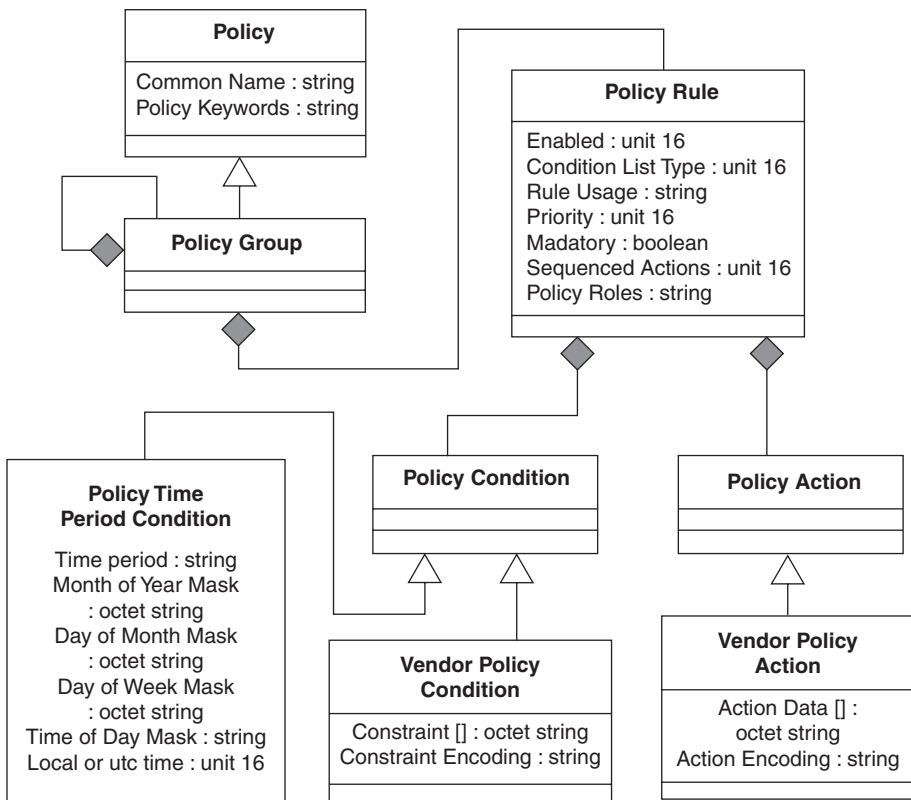 Policy
Common Name : string
Policy Keywords : string
Policy Group
Policy Rule
Enabled : unit 16
Condition List Type : unit 16
Rule Usage : string
Priority : unit 16
Madatory : boolean
Sequenced Actions : unit 16
Policy Roles : string
Policy Time
Period Condition
Time period : string
Month of Year Mask
: octet string
Day of Month Mask
: octet string
Day of Week Mask
: octet string
Time of Day Mask : string
Local or utc time : unit 16
Policy Condition
Policy Action
Vendor Policy
Condition
Constraint [] : octet string
Constraint Encoding : string
Vendor Policy
Action
Action Data [] :
octet string
Action Encoding : string